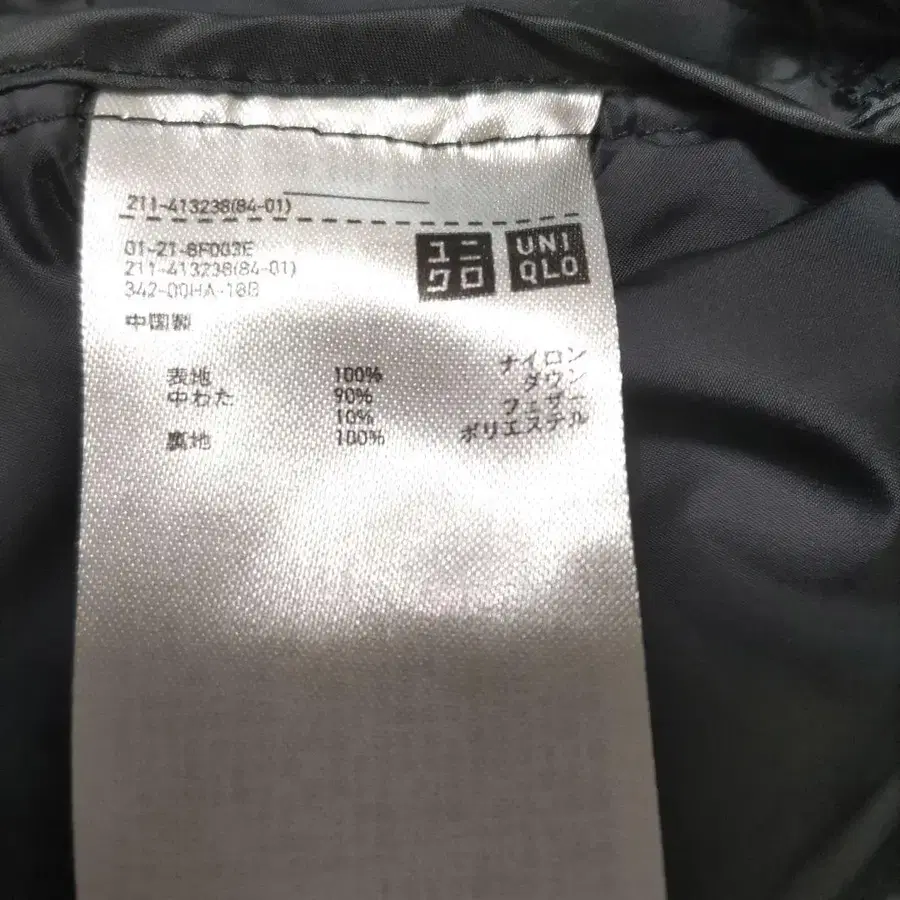 211-413238(84-01)
01-21-8F003E
211-413238(84-01)
342-00HA-18B
中国製
ユニ
クロ
UNI
QLO
表地 100% ナイロン
中わた 90% ダウン
10% フェザー
裏地 100% ポリエステル